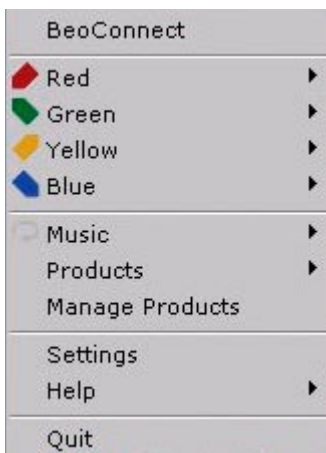 BeoConnect
Red
Green
Yellow
Blue
Music
Products
Manage Products
Settings
Help
Quit